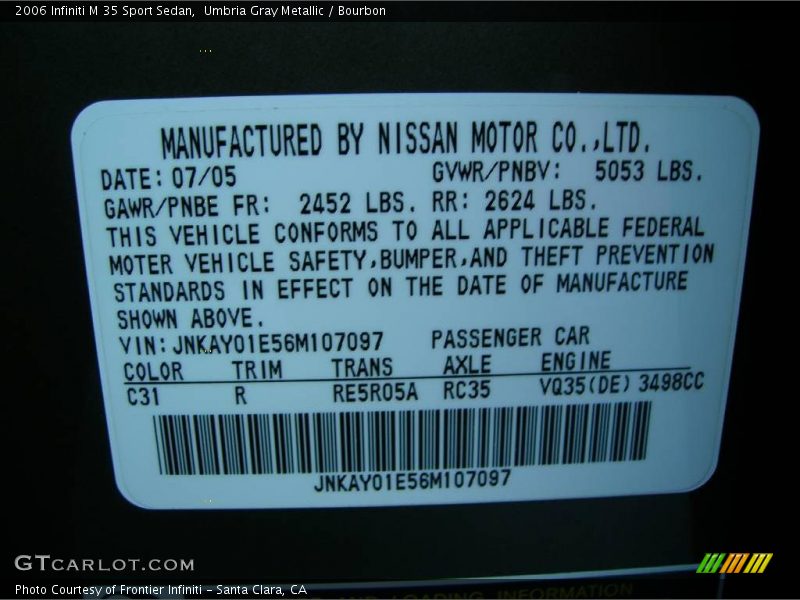 2006 Infiniti M 35 Sport Sedan,  Umbria Gray Metallic / Bourbon
MANUFACTURED BY NISSAN MOTOR CO.,LTD.
DATE: 07/05 GVWR/PNBV: 5053 LBS.
GAWR/PNBE FR: 2452 LBS. RR: 2624 LBS.
THIS VEHICLE CONFORMS TO ALL APPLICABLE FEDERAL
MOTER VEHICLE SAFETY,BUMPER,AND THEFT PREVENTION
STANDARDS IN EFFECT ON THE DATE OF MANUFACTURE
SHOWN ABOVE.
VIN: JNKAY01E56M107097 PASSENGER CAR
COLOR TRIM TRANS AXLE ENGINE
C31 R RE5R05A RC35 VQ35(DE) 3498CC
JNKAY01E56M107097
GTCARLOT.COM
AND LOADING INFORMATION
Photo Courtesy of Frontier Infiniti - Santa Clara, CA